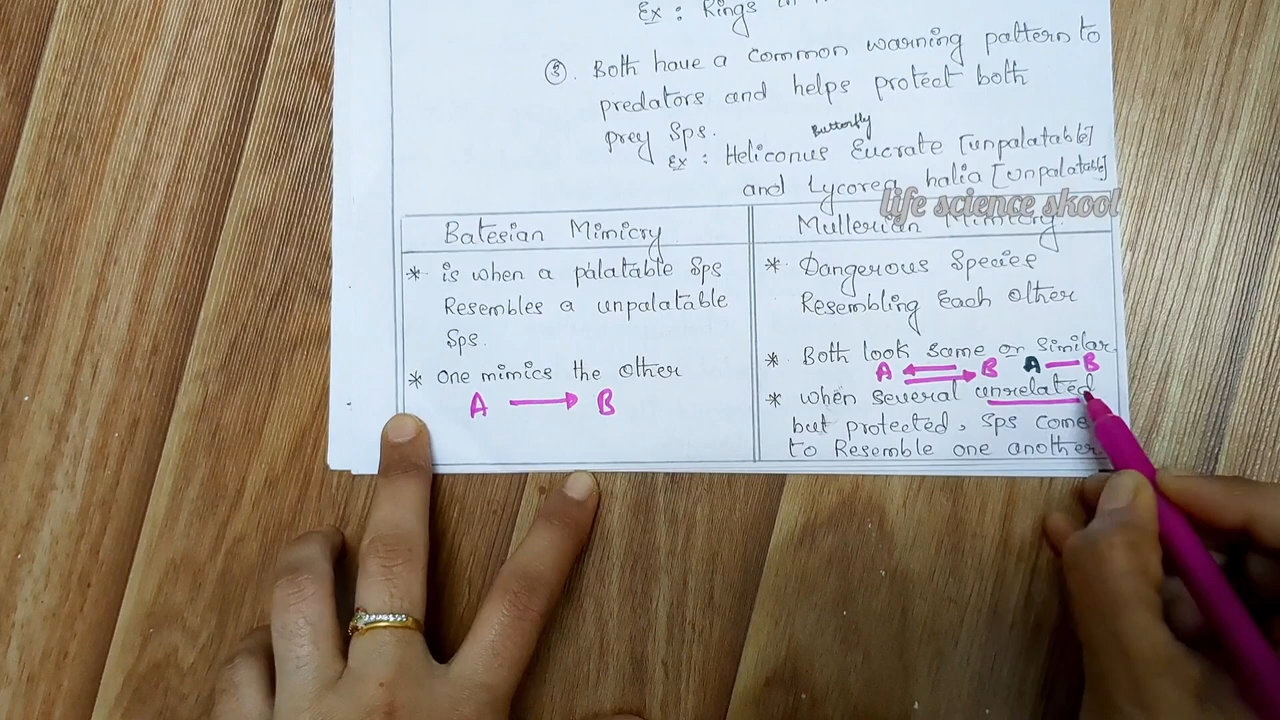 Ex : Rings in
③. Both have a common warning pattern to
predators and helps protect both
prey Sps.
Butterfly
Ex : Heliconus Eucrate [unpalatable]
and Lycorea halia [unpalatable]
life science skool
Batesian Mimicry
* is when a palatable Sps
Resembles a unpalatable
Sps.
* One mimics the other
A → B
Mullerian Mimicry.
* Dangerous Species
Resembling Each other
* Both look same or similar.
A ⇄ B A — B
* when several unrelated
but protected, sps come
to Resemble one another.